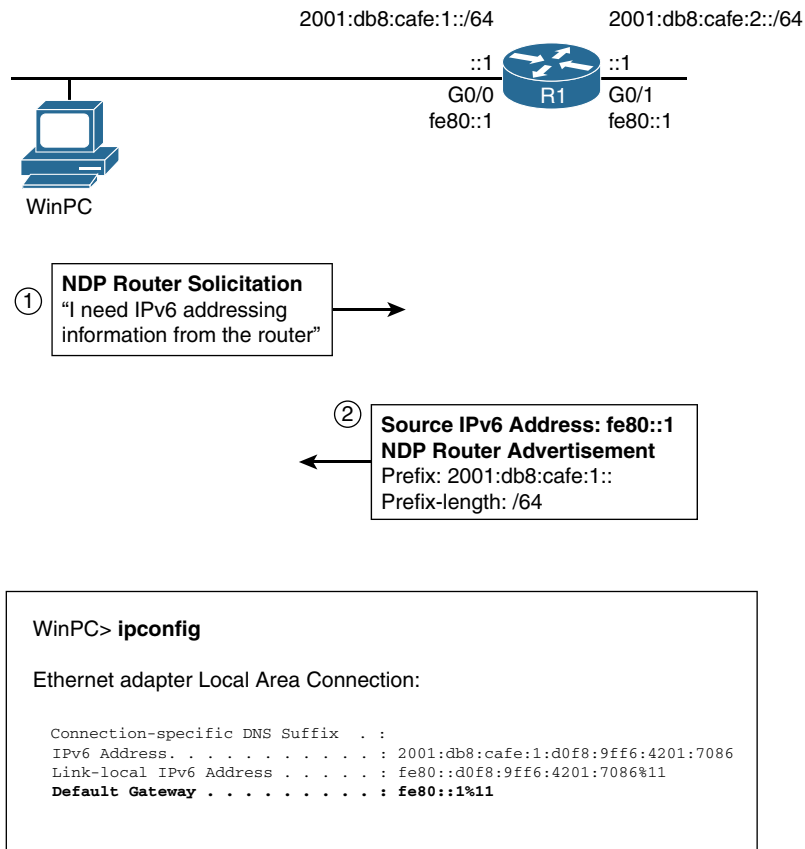 2001:db8:cafe:1::/64
2001:db8:cafe:2::/64
::1
::1
G0/0
R1
G0/1
fe80::1
fe80::1
WinPC
1
NDP Router Solicitation
“I need IPv6 addressing
information from the router”
2
Source IPv6 Address: fe80::1
NDP Router Advertisement
Prefix: 2001:db8:cafe:1::
Prefix-length: /64
WinPC> ipconfig
Ethernet adapter Local Area Connection:
Connection-specific DNS Suffix . :
IPv6 Address. . . . . . . . . . . : 2001:db8:cafe:1:d0f8:9ff6:4201:7086
Link-local IPv6 Address . . . . . : fe80::d0f8:9ff6:4201:7086%11
Default Gateway . . . . . . . . . : fe80::1%11